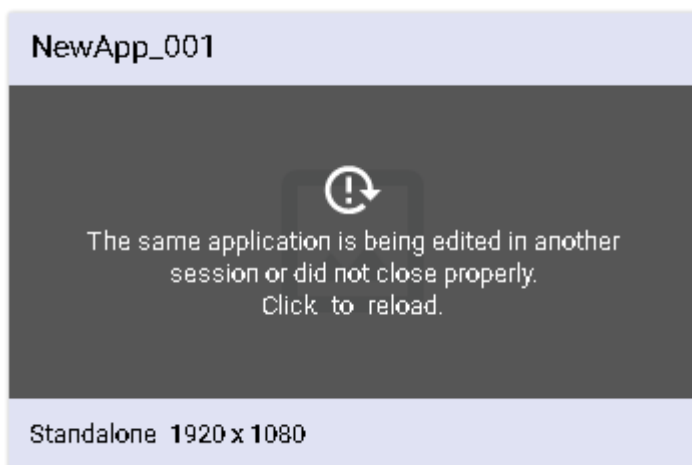 NewApp_001
The same application is being edited in another
session or did not close properly.
Click to reload.
Standalone 1920 x 1080